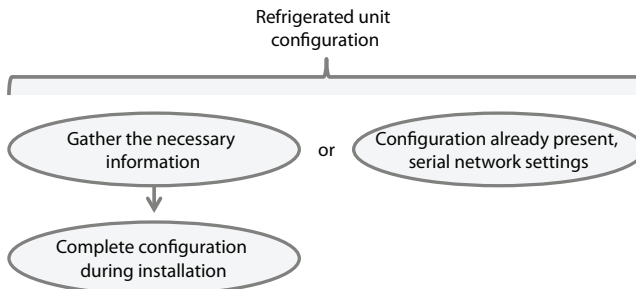 Refrigerated unit
configuration
Gather the necessary
information
or
Configuration already present,
serial network settings
Complete configuration
during installation